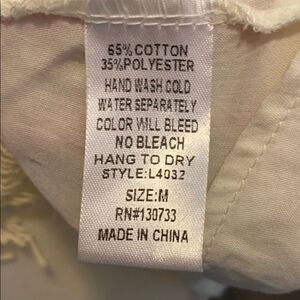 65% COTTON
35%POLYESTER
HAND WASH COLD
WATER SEPARATELY
COLOR WILL BLEED
NO BLEACH
HANG TO DRY
STYLE:L4032
SIZE:M
RN#130733
MADE IN CHINA